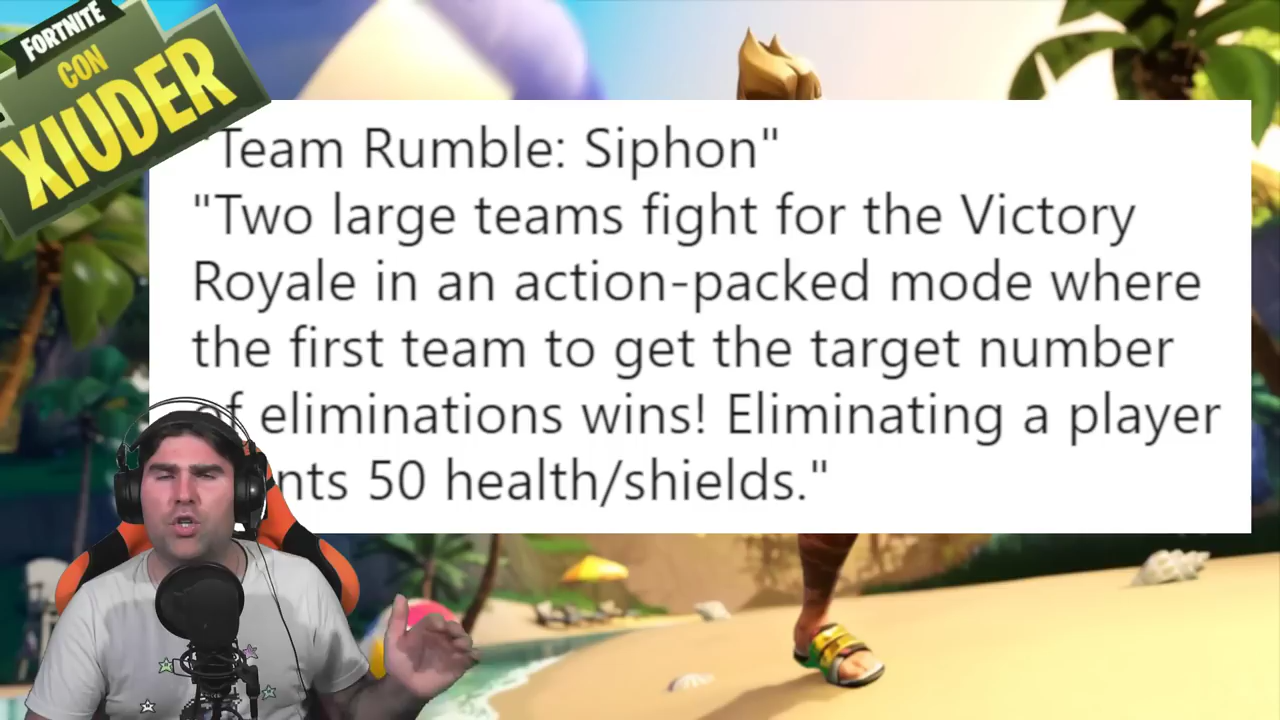 FORTNITE
CON
XIUDER
Team Rumble: Siphon"
"Two large teams fight for the Victory
Royale in an action-packed mode where
the first team to get the target number
of eliminations wins! Eliminating a player
50 health/shields."